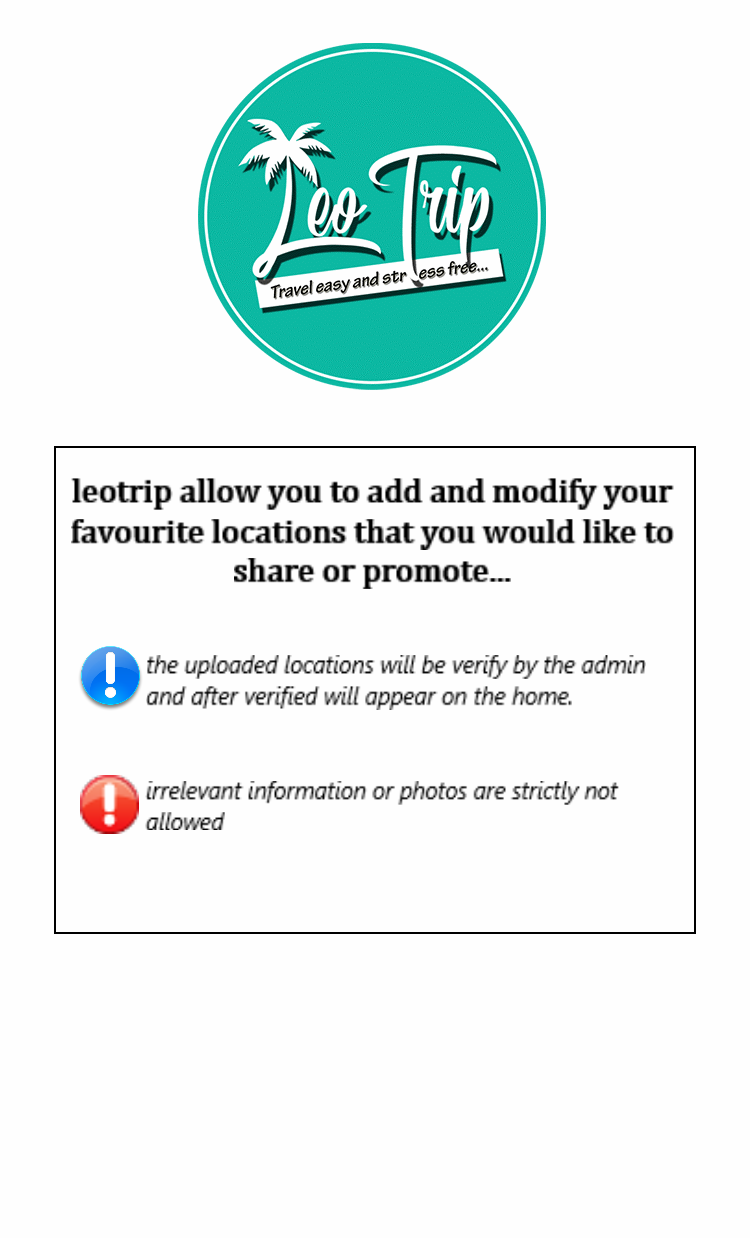 Leo Trip
Travel easy and str ess free...
leotrip allow you to add and modify your
favourite locations that you would like to
share or promote...
the uploaded locations will be verify by the admin
and after verified will appear on the home.
irrelevant information or photos are strictly not
allowed